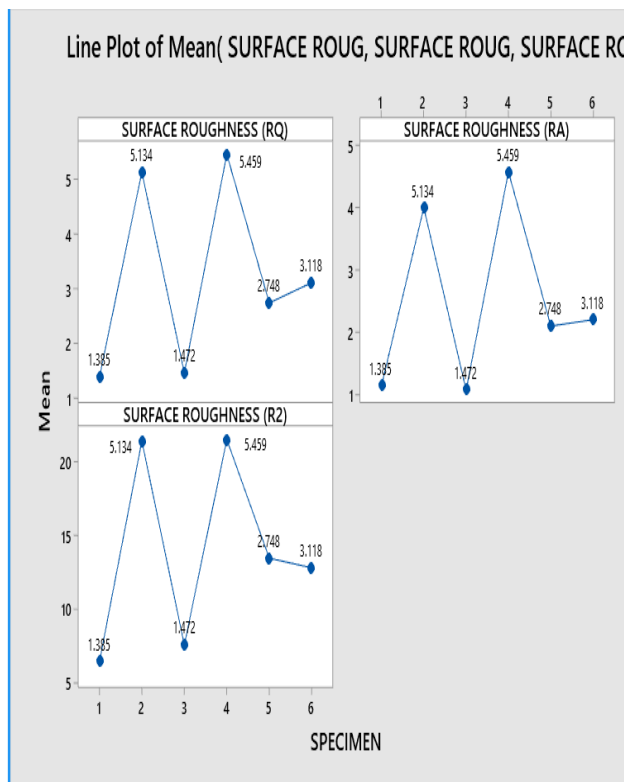 Line Plot of Mean( SURFACE ROUG, SURFACE ROUG, SURFACE RO
1 2 3 4 5 6
SURFACE ROUGHNESS (RQ) SURFACE ROUGHNESS (RA)
5.134 5.459 5.134 5.459
5 4 3 2 1
5 4 3 2 1
2.748 3.118 2.748 3.118
1.385 1.472 1.385 1.472
Mean
SURFACE ROUGHNESS (R2)
5.134 5.459
20
15
2.748 3.118
10
1.385 1.472
5
1 2 3 4 5 6
SPECIMEN